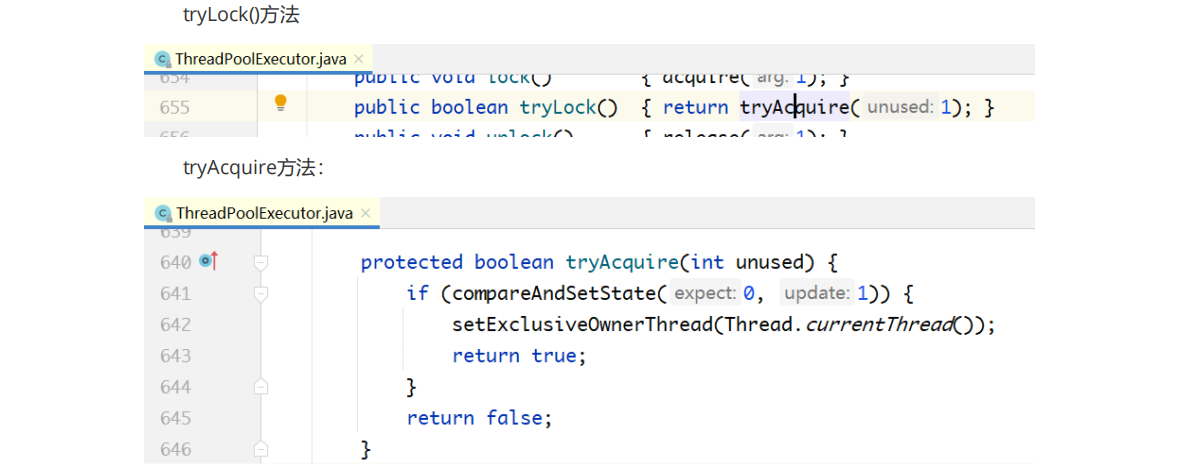 tryLock()方法
ThreadPoolExecutor.java ×
654 public void lock() { acquire( arg: 1); }
655 public boolean tryLock() { return tryAcquire( unused: 1); }
656 public void unlock() { release( arg: 1); }
tryAcquire方法：
ThreadPoolExecutor.java ×
639
640 protected boolean tryAcquire(int unused) {
641 if (compareAndSetState( expect: 0, update: 1)) {
642 setExclusiveOwnerThread(Thread.currentThread());
643 return true;
644 }
645 return false;
646 }